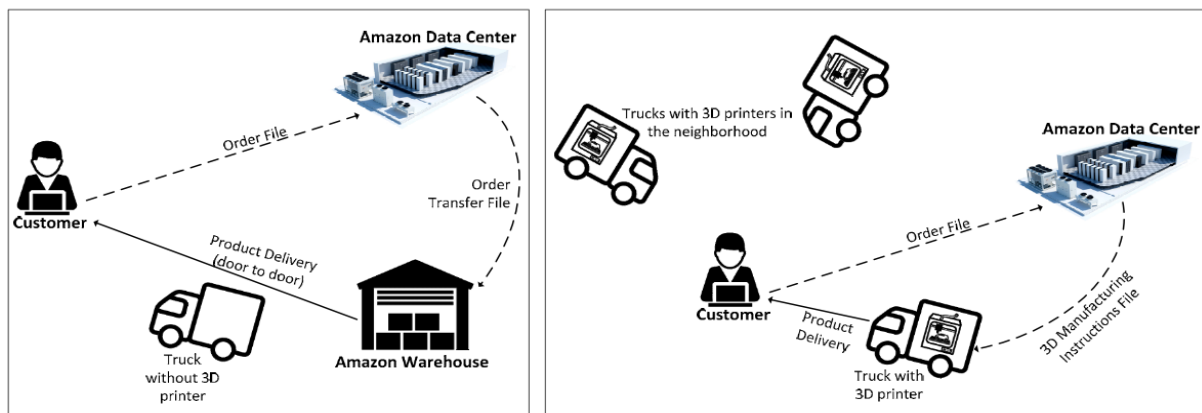 Amazon Data Center
Order File
Order
Transfer File
Customer
Product Delivery
(door to door)
Truck
without 3D
printer
Amazon Warehouse
Trucks with 3D printers in
the neighborhood
Amazon Data Center
Order File
Customer
Product
Delivery
3D Manufacturing
Instructions File
Truck with
3D printer